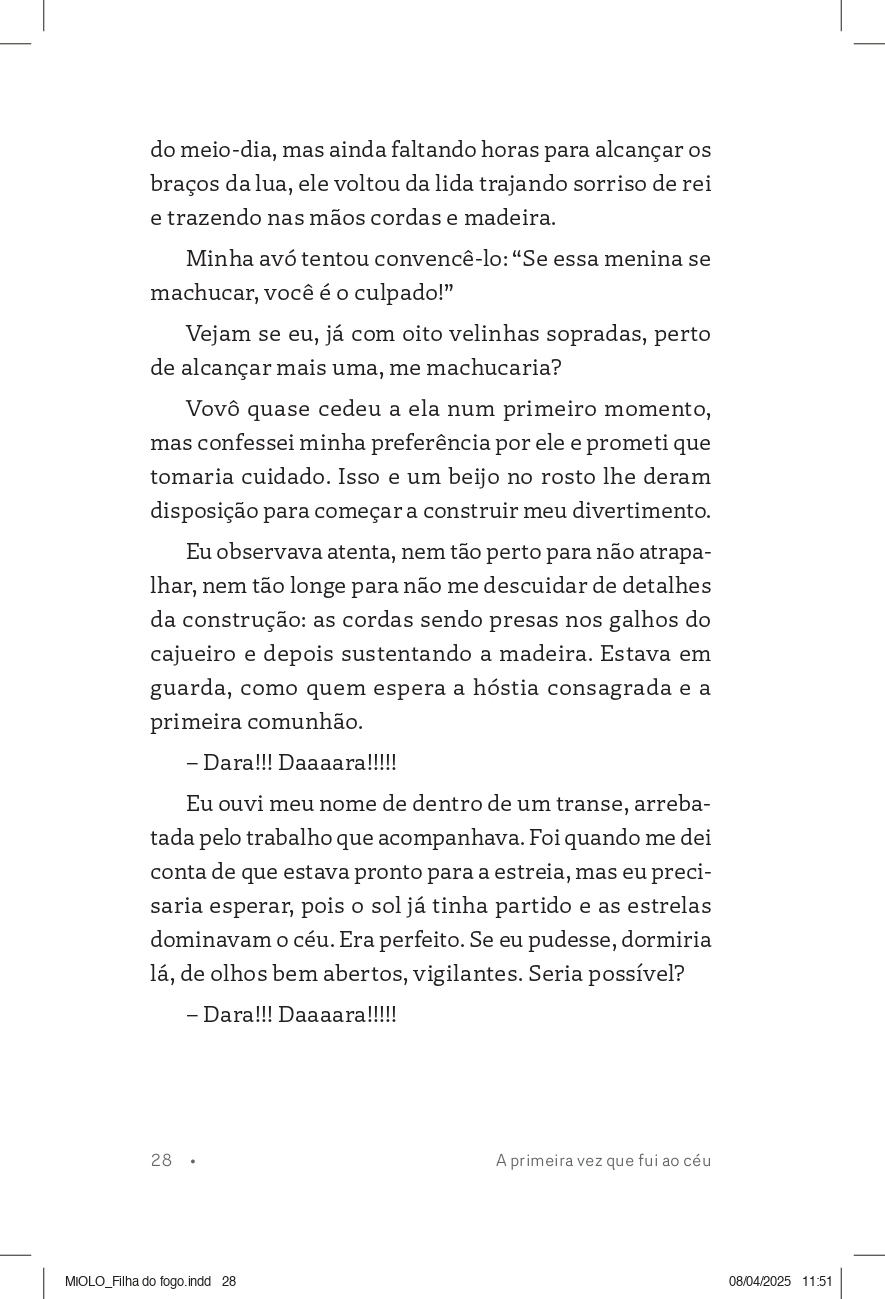 do meio-dia, mas ainda faltando horas para alcançar os
braços da lua, ele voltou da lida trajando sorriso de rei
e trazendo nas mãos cordas e madeira.
Minha avó tentou convencê-lo: “Se essa menina se
machucar, você é o culpado!”
Vejam se eu, já com oito velinhas sopradas, perto
de alcançar mais uma, me machucaria?
Vovô quase cedeu a ela num primeiro momento,
mas confessei minha preferência por ele e prometi que
tomaria cuidado. Isso e um beijo no rosto lhe deram
disposição para começar a construir meu divertimento.
Eu observava atenta, nem tão perto para não atrapa-
lhar, nem tão longe para não me descuidar de detalhes
da construção: as cordas sendo presas nos galhos do
cajueiro e depois sustentando a madeira. Estava em
guarda, como quem espera a hóstia consagrada e a
primeira comunhão.
– Dara!!! Daaaara!!!!!
Eu ouvi meu nome de dentro de um transe, arreba-
tada pelo trabalho que acompanhava. Foi quando me dei
conta de que estava pronto para a estreia, mas eu preci-
saria esperar, pois o sol já tinha partido e as estrelas
dominavam o céu. Era perfeito. Se eu pudesse, dormiria
lá, de olhos bem abertos, vigilantes. Seria possível?
– Dara!!! Daaaara!!!!!
28 • A primeira vez que fui ao céu
MIOLO_Filha do fogo.indd 28 08/04/2025 11:51